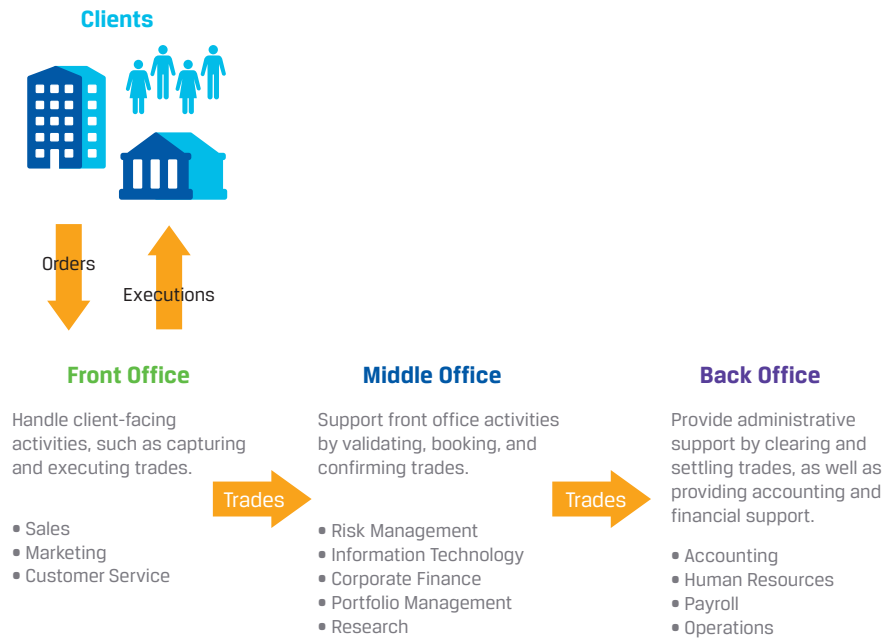 Clients
Orders
Executions
Front Office
Handle client-facing
activities, such as capturing
and executing trades.
• Sales
• Marketing
• Customer Service
Trades
Middle Office
Support front office activities
by validating, booking, and
confirming trades.
• Risk Management
• Information Technology
• Corporate Finance
• Portfolio Management
• Research
Trades
Back Office
Provide administrative
support by clearing and
settling trades, as well as
providing accounting and
financial support.
• Accounting
• Human Resources
• Payroll
• Operations